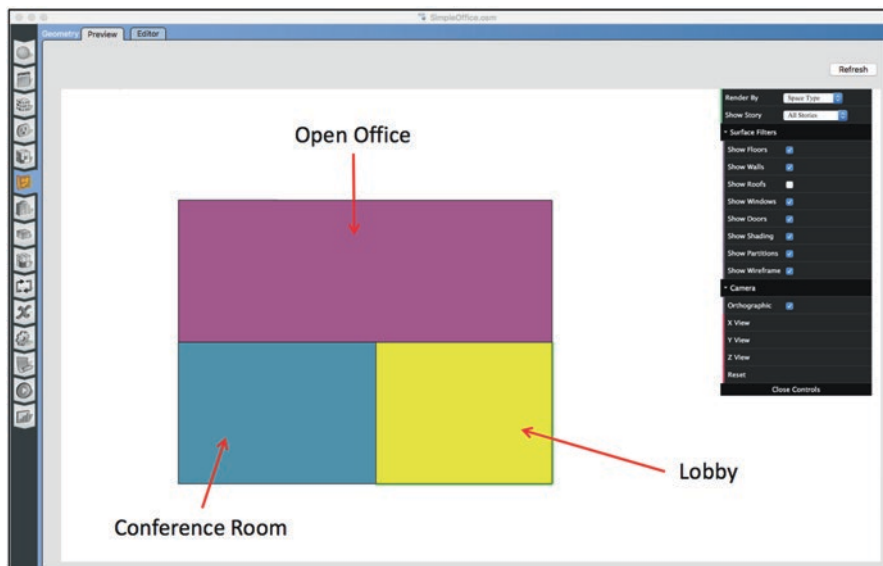 SimpleOffice.osm
Geometry Preview Editor
Refresh
Render By Space Type
Show Story All Stories
Surface Filters
Show Floors
Show Walls
Show Roofs
Show Windows
Show Doors
Show Shading
Show Partitions
Show Wireframe
Camera
Orthographic
X View
Y View
Z View
Reset
Close Controls
Open Office
Lobby
Conference Room